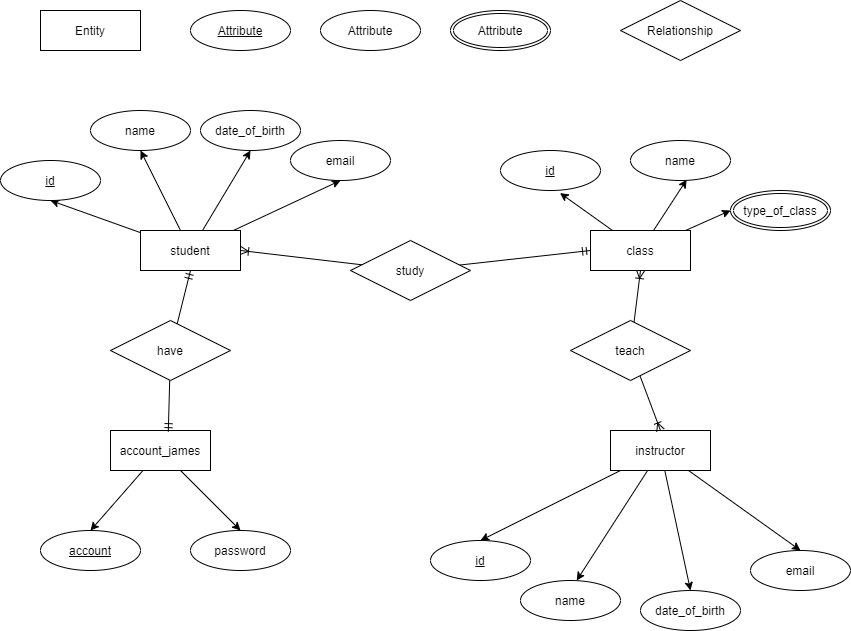 Entity
Attribute
Attribute
Attribute
Relationship
name
date_of_birth
email
id
id
name
type_of_class
student
study
class
have
teach
account_james
instructor
account
password
id
name
date_of_birth
email